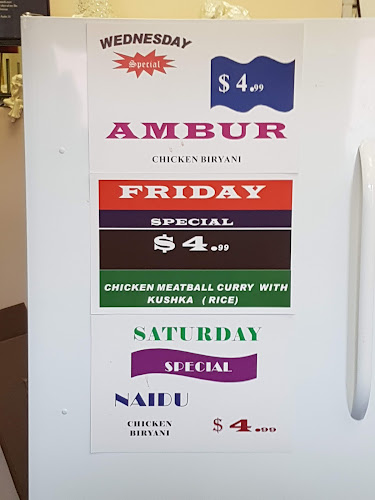 WEDNESDAY
Special
$ 4.99
AMBUR
CHICKEN BIRYANI
FRIDAY
SPECIAL
$ 4.99
CHICKEN MEATBALL CURRY WITH
KUSHKA ( RICE)
SATURDAY
SPECIAL
NAIDU
CHICKEN
BIRYANI
$ 4.99